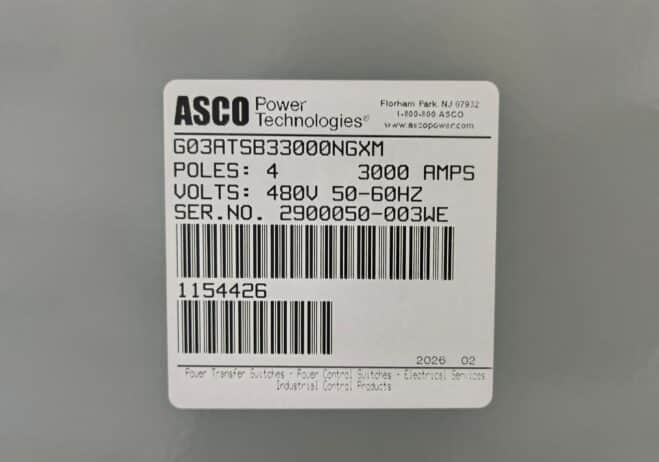 ASCO Power Technologies®
Florham Park, NJ 07932
1-800-800 ASCO
www.ascopower.com
G03ATSB33000NGXM
POLES: 4 3000 AMPS
VOLTS: 480V 50-60HZ
SER.NO. 2900050-003WE
1154426
2026 02
Power Transfer Switches - Power Control Switches - Electrical Services
Industrial Control Products